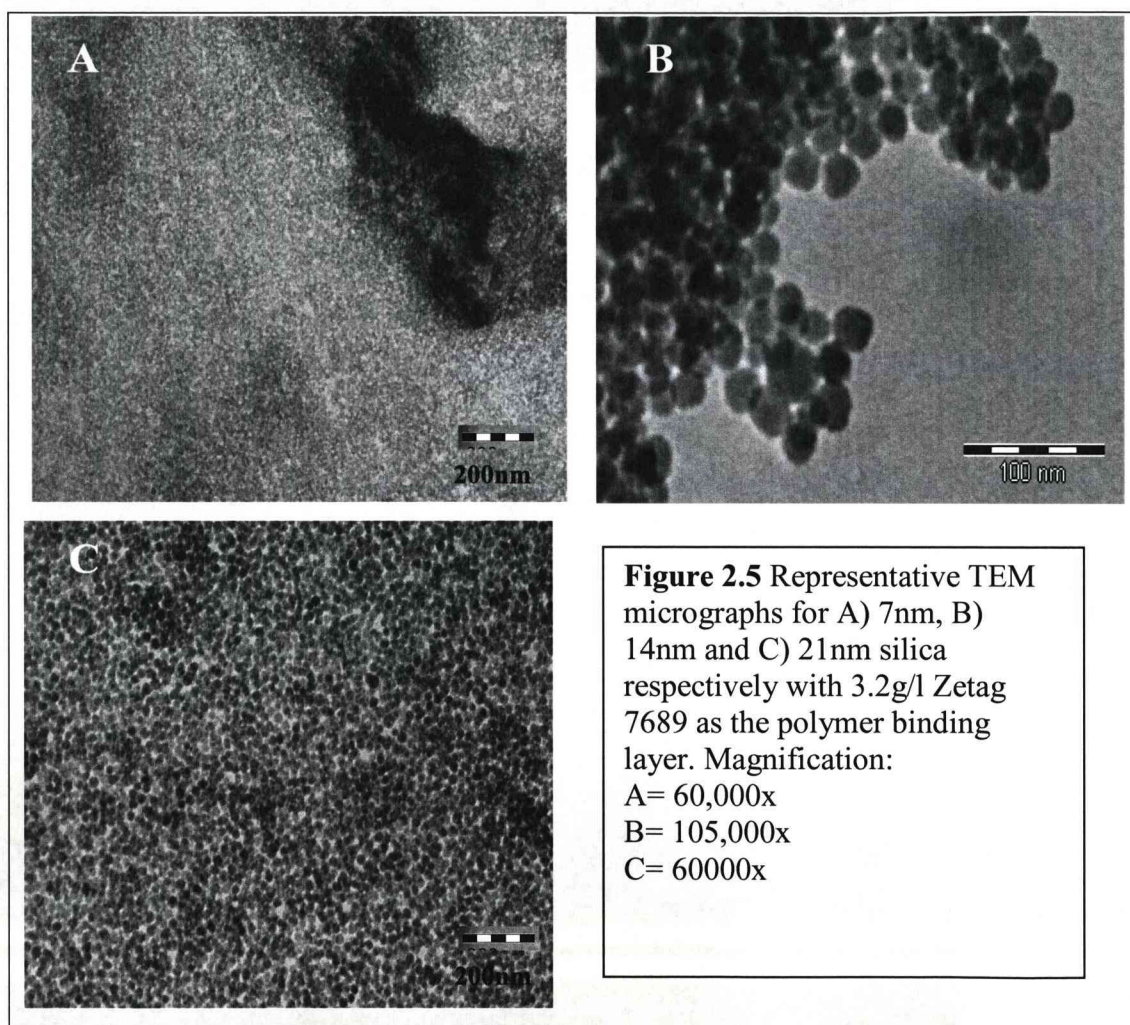 A
B
200nm
100 nm
C
200nm
Figure 2.5 Representative TEM
micrographs for A) 7nm, B)
14nm and C) 21nm silica
respectively with 3.2g/l Zetag
7689 as the polymer binding
layer. Magnification:
A= 60,000x
B= 105,000x
C= 60000x